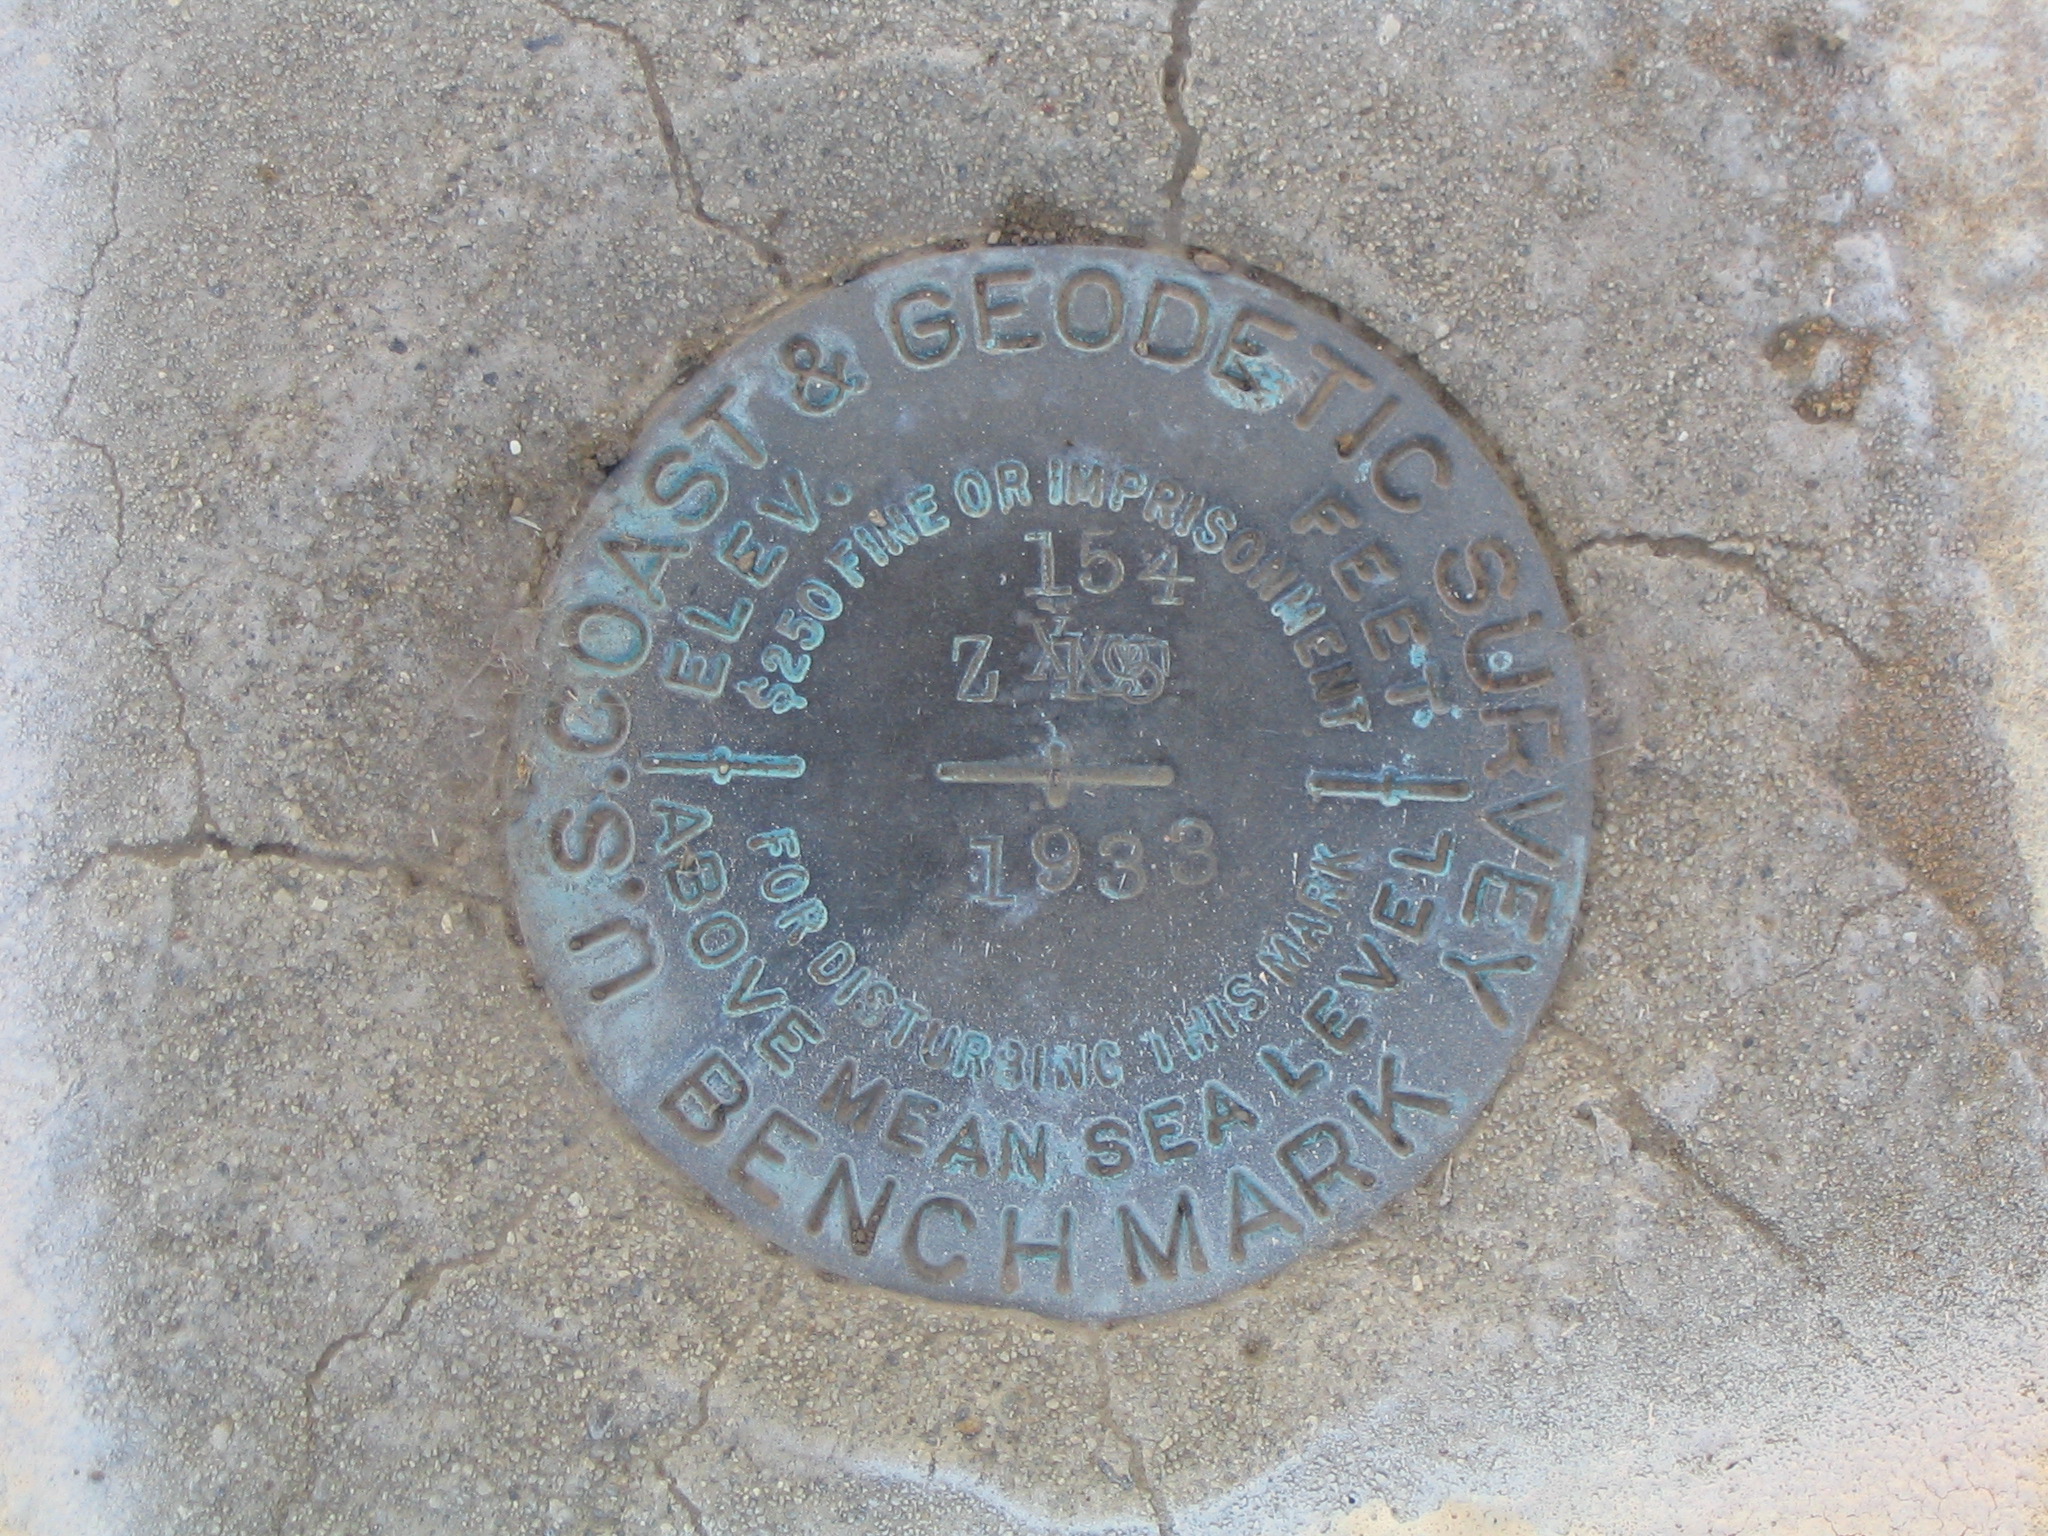 U.S. COAST & GEODETIC SURVEY
ELEV. FEET
$250 FINE OR IMPRISONMENT
154
Z
1933
FOR DISTURBING THIS MARK
ABOVE MEAN SEA LEVEL
BENCH MARK